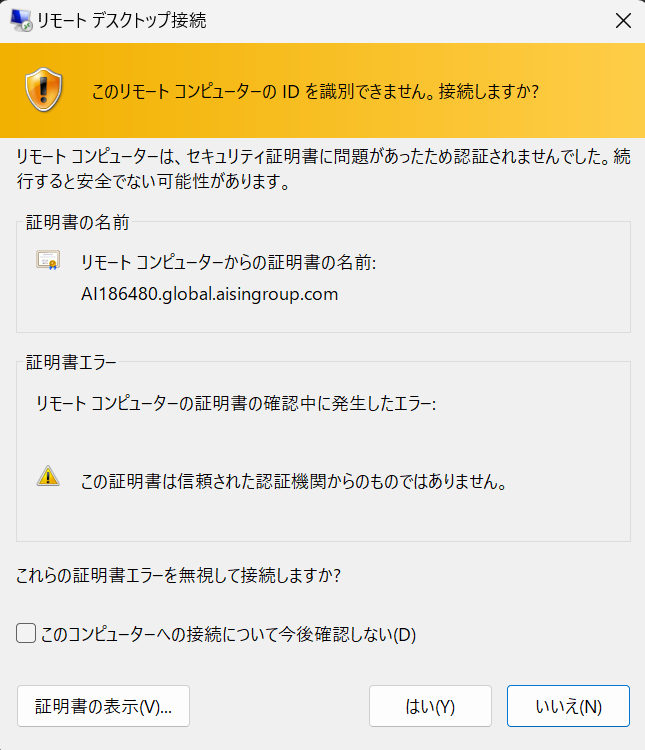 リモート デスクトップ接続
このリモート コンピューターの ID を識別できません。接続しますか?
リモート コンピューターは、セキュリティ証明書に問題があったため認証されませんでした。続
行すると安全でない可能性があります。
証明書の名前
リモート コンピューターからの証明書の名前:
AI186480.global.aisingroup.com
証明書エラー
リモート コンピューターの証明書の確認中に発生したエラー:
この証明書は信頼された認証機関からのものではありません。
これらの証明書エラーを無視して接続しますか?
このコンピューターへの接続について今後確認しない(D)
証明書の表示(V)...
はい(Y)
いいえ(N)